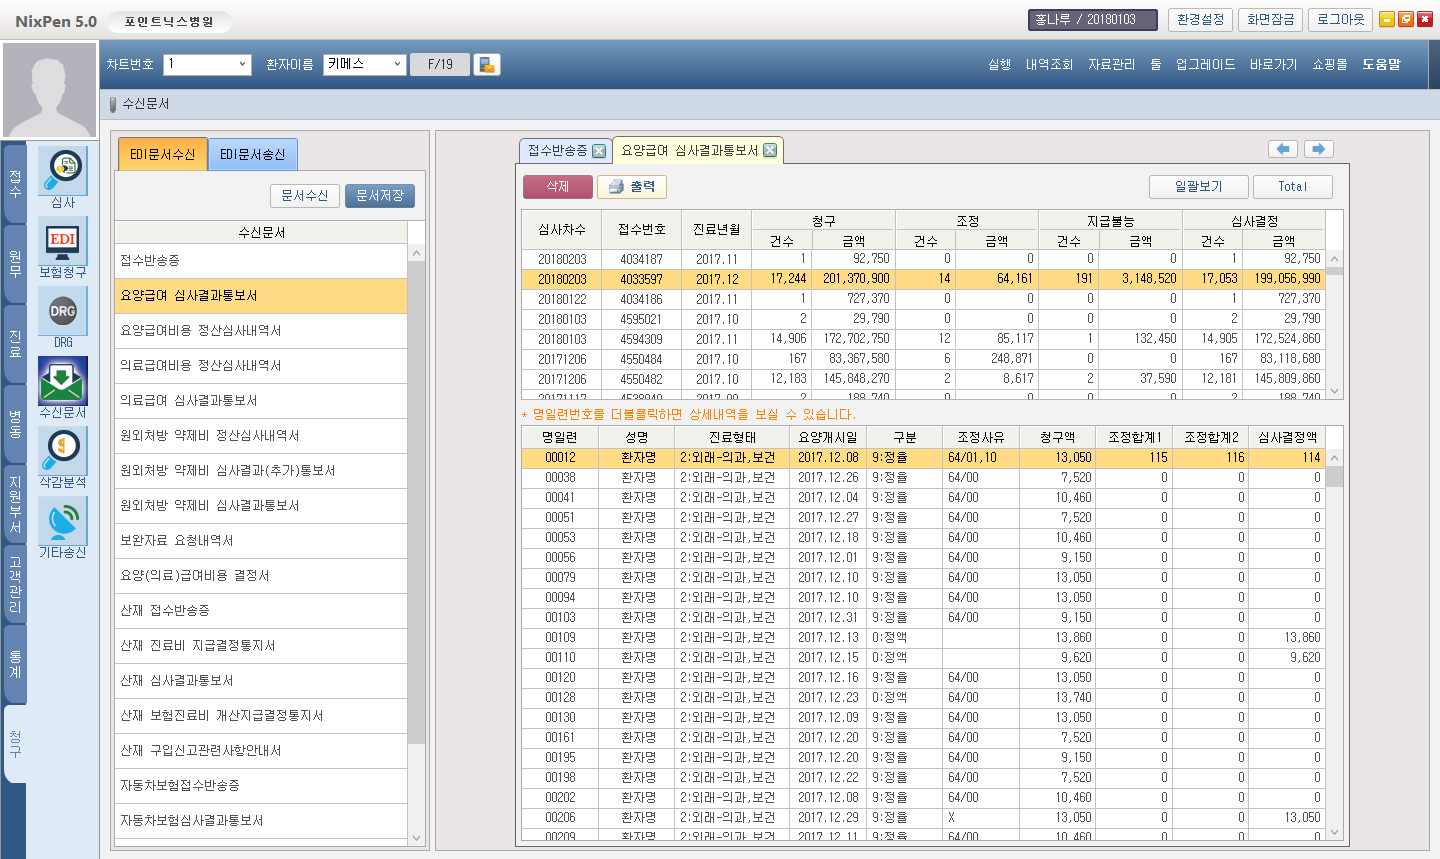 NixPen 5.0 포인트닉스병원 홍나루 / 20180103 환경설정 화면잠금 로그아웃
차트번호 1 환자이름 키메스 F/19 실행 내역조회 자료관리 툴 업그레이드 바로가기 쇼핑몰 도움말
수신문서
접수
원무
진료
병동
지원부서
고객관리
통계
청구
심사
EDI
보험청구
DRG
DRG
수신문서
삭감분석
기타송신
EDI문서수신 EDI문서송신
문서수신 문서저장
수신문서
접수반송증
요양급여 심사결과통보서
요양급여비용 정산심사내역서
의료급여비용 정산심사내역서
의료급여 심사결과통보서
원외처방 약제비 정산심사내역서
원외처방 약제비 심사결과(추가)통보서
원외처방 약제비 심사결과통보서
보완자료 요청내역서
요양(의료)급여비용 결정서
산재 접수반송증
산재 진료비 지급결정통지서
산재 심사결과통보서
산재 보험진료비 개산지급결정통지서
산재 구입신고관련사항안내서
자동차보험접수반송증
자동차보험심사결과통보서
접수반송증 요양급여 심사결과통보서
삭제 출력 일괄보기 Total
심사차수 접수번호 진료년월 청구 조정 지급불능 심사결정
건수 금액 건수 금액 건수 금액 건수 금액
20180203 4034187 2017.11 1 92,750 0 0 0 0 1 92,750
20180203 4033597 2017.12 17,244 201,370,900 14 64,161 191 3,148,520 17,053 199,056,990
20180122 4034186 2017.11 1 727,370 0 0 0 0 1 727,370
20180103 4595021 2017.10 2 29,790 0 0 0 0 2 29,790
20180103 4594309 2017.11 14,906 172,702,750 12 85,117 1 132,450 14,905 172,524,860
20171206 4550484 2017.10 167 83,367,580 6 248,871 0 0 167 83,118,680
20171206 4550482 2017.10 12,183 145,848,270 2 8,617 2 37,590 12,181 145,809,860
* 명일련번호를 더블클릭하면 상세내역을 보실 수 있습니다.
명일련 성명 진료형태 요양개시일 구분 조정사유 청구액 조정합계1 조정합계2 심사결정액
00012 환자명 2:외래-의과,보건 2017.12.08 9:정율 64/01,10 13,050 115 116 114
00038 환자명 2:외래-의과,보건 2017.12.26 9:정율 64/00 7,520 0 0 0
00041 환자명 2:외래-의과,보건 2017.12.04 9:정율 64/00 10,460 0 0 0
00051 환자명 2:외래-의과,보건 2017.12.27 9:정율 64/00 7,520 0 0 0
00053 환자명 2:외래-의과,보건 2017.12.18 9:정율 64/00 10,460 0 0 0
00056 환자명 2:외래-의과,보건 2017.12.01 9:정율 64/00 9,150 0 0 0
00079 환자명 2:외래-의과,보건 2017.12.10 9:정율 64/00 13,050 0 0 0
00094 환자명 2:외래-의과,보건 2017.12.10 9:정율 64/00 13,050 0 0 0
00103 환자명 2:외래-의과,보건 2017.12.31 9:정율 64/00 9,150 0 0 0
00109 환자명 2:외래-의과,보건 2017.12.13 0:정액 13,860 0 0 13,860
00110 환자명 2:외래-의과,보건 2017.12.15 0:정액 9,620 0 0 9,620
00120 환자명 2:외래-의과,보건 2017.12.16 9:정율 64/00 13,050 0 0 0
00128 환자명 2:외래-의과,보건 2017.12.23 0:정액 64/00 13,740 0 0 0
00130 환자명 2:외래-의과,보건 2017.12.09 9:정율 64/00 13,050 0 0 0
00161 환자명 2:외래-의과,보건 2017.12.20 9:정율 64/00 7,520 0 0 0
00195 환자명 2:외래-의과,보건 2017.12.20 9:정율 64/00 9,150 0 0 0
00198 환자명 2:외래-의과,보건 2017.12.22 9:정율 64/00 7,520 0 0 0
00202 환자명 2:외래-의과,보건 2017.12.08 9:정율 64/00 10,460 0 0 0
00206 환자명 2:외래-의과,보건 2017.12.29 9:정율 X 13,050 0 0 13,050
00209 환자명 2:외래-의과,보건 2017.12.11 9:정율 64/00 10,460 0 0 0